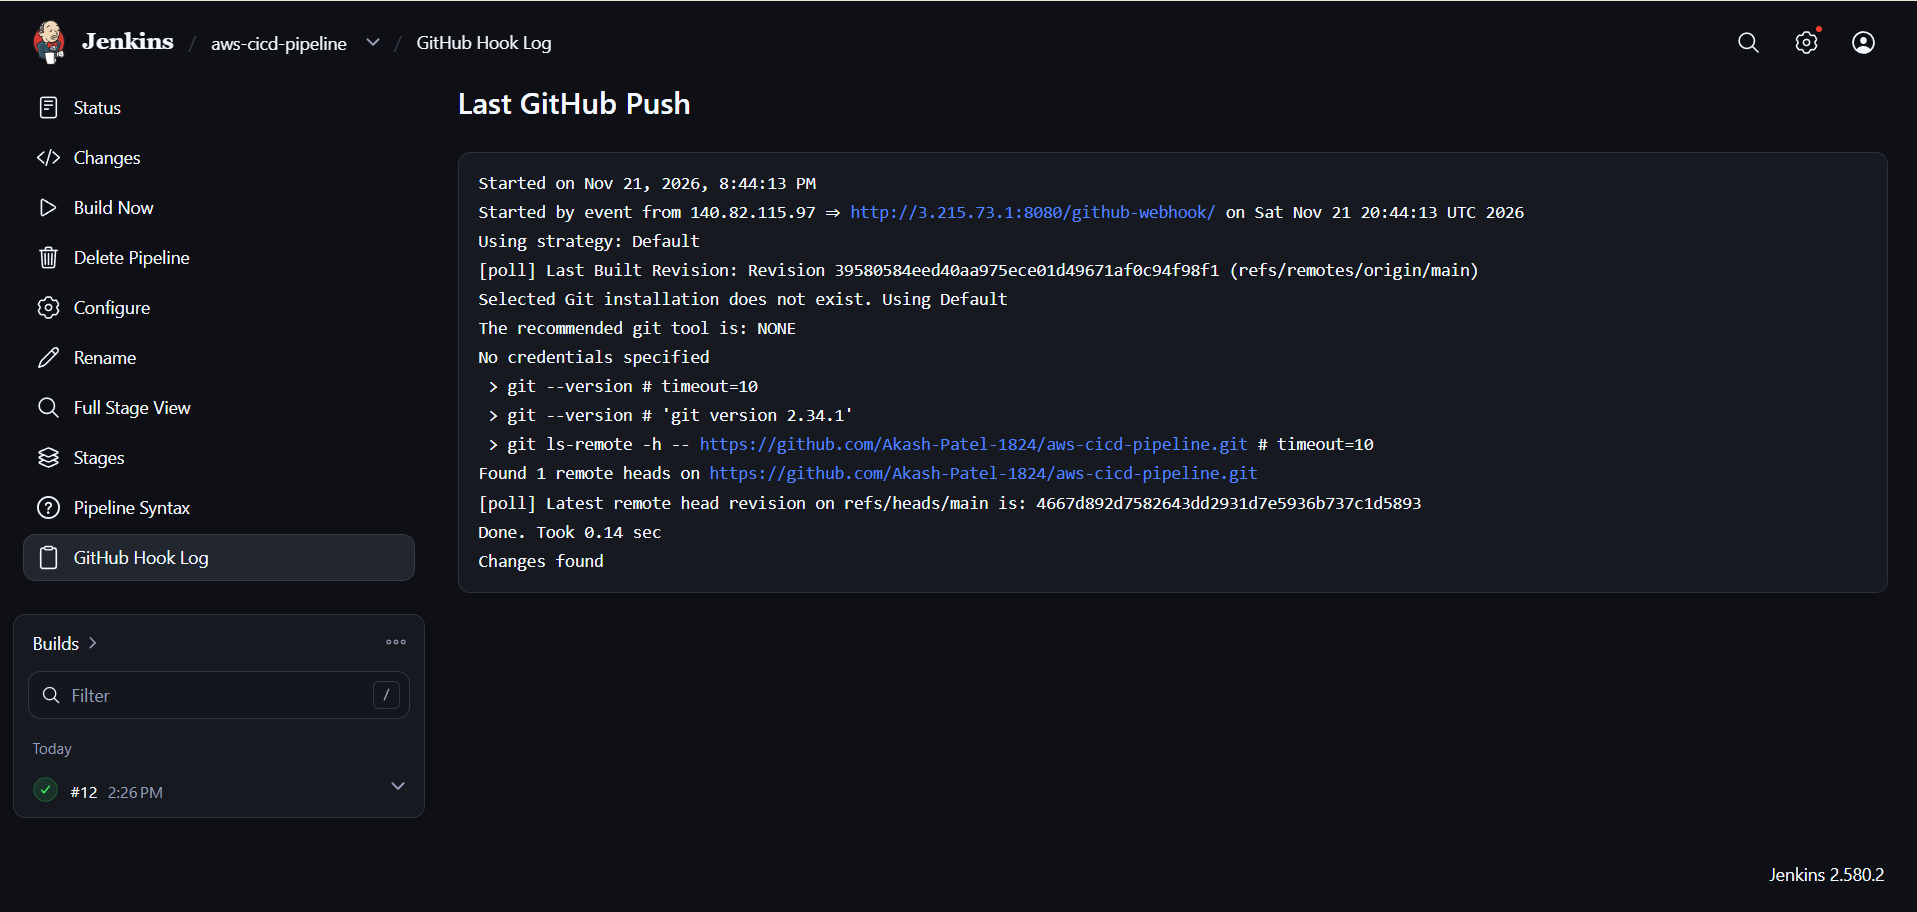 Jenkins / aws-cicd-pipeline / GitHub Hook Log
Status
Changes
Build Now
Delete Pipeline
Configure
Rename
Full Stage View
Stages
Pipeline Syntax
GitHub Hook Log
Builds
Filter /
Today
#12 2:26 PM
Last GitHub Push
Started on Nov 21, 2026, 8:44:13 PM
Started by event from 140.82.115.97 ⇒ http://3.215.73.1:8080/github-webhook/ on Sat Nov 21 20:44:13 UTC 2026
Using strategy: Default
[poll] Last Built Revision: Revision 39580584eed40aa975ece01d49671af0c94f98f1 (refs/remotes/origin/main)
Selected Git installation does not exist. Using Default
The recommended git tool is: NONE
No credentials specified
> git --version # timeout=10
> git --version # 'git version 2.34.1'
> git ls-remote -h -- https://github.com/Akash-Patel-1824/aws-cicd-pipeline.git # timeout=10
Found 1 remote heads on https://github.com/Akash-Patel-1824/aws-cicd-pipeline.git
[poll] Latest remote head revision on refs/heads/main is: 4667d892d7582643dd2931d7e5936b737c1d5893
Done. Took 0.14 sec
Changes found
Jenkins 2.580.2